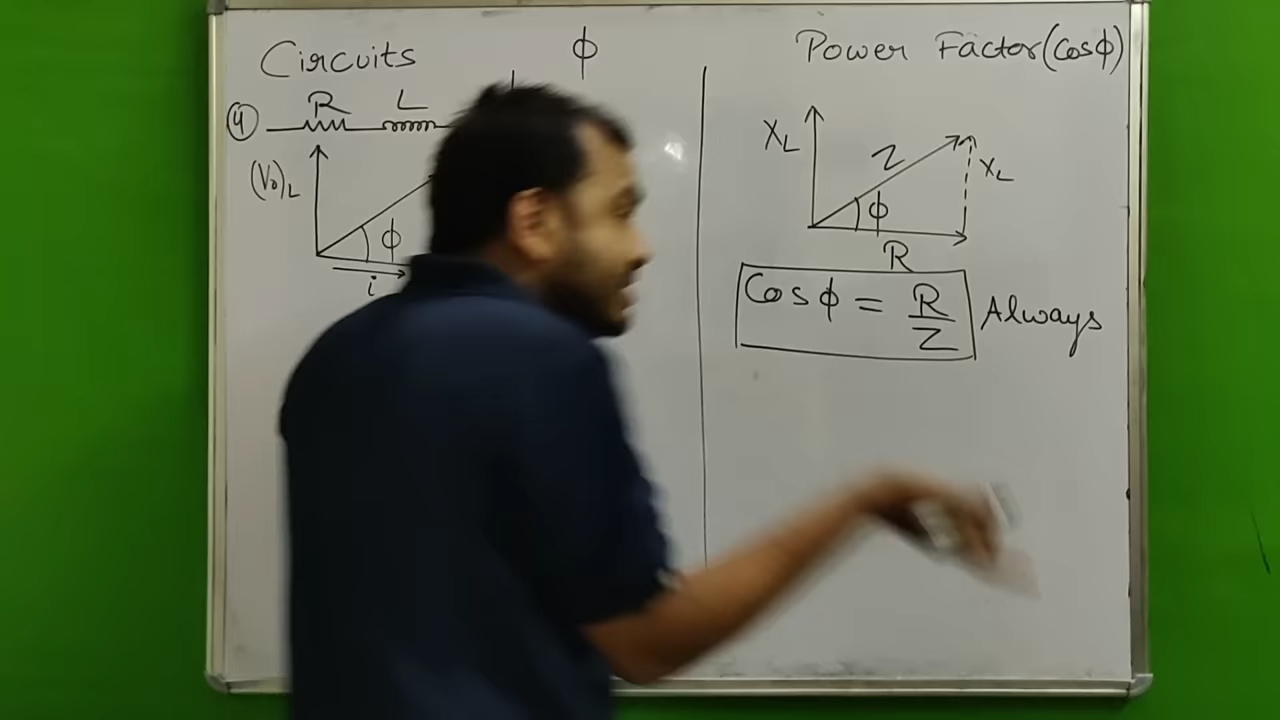 Circuits
ϕ
Power Factor(Cosϕ)
4
R
L
(V₀)L
ϕ
i
XL
Z
XL
ϕ
R
Cosϕ = R/Z Always